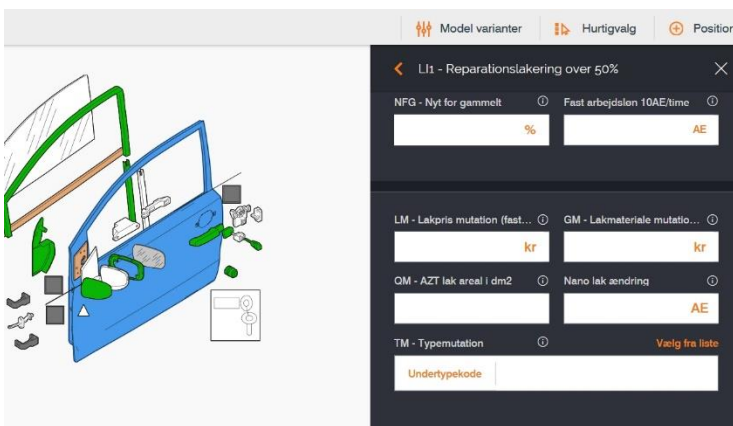 Model varianter Hurtigvalg Position
LI1 - Reparationslakering over 50%
NFG - Nyt for gammelt Fast arbejdsløn 10AE/time
% AE
LM - Lakpris mutation (fast... GM - Lakmateriale mutatio...
kr kr
QM - AZT lak areal i dm2 Nano lak ændring
AE
TM - Typemutation Vælg fra liste
Undertypekode